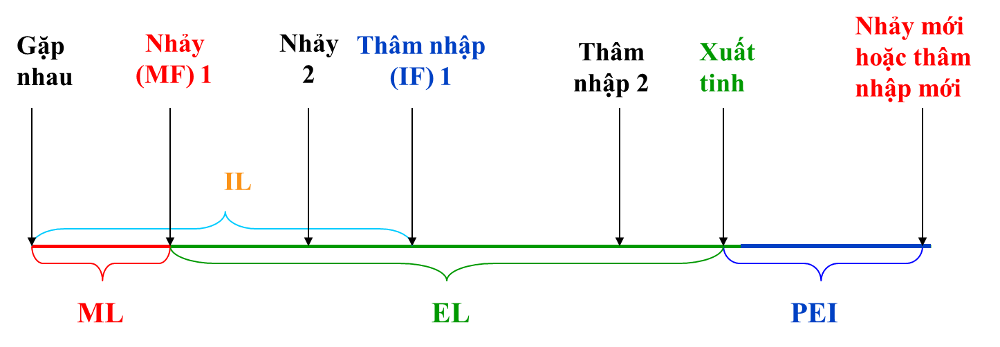 Gặp
nhau
Nhảy
(MF) 1
Nhảy
2
Thâm nhập
(IF) 1
Thâm
nhập 2
Xuất
tinh
Nhảy mới
hoặc thâm
nhập mới
IL
ML
EL
PEI